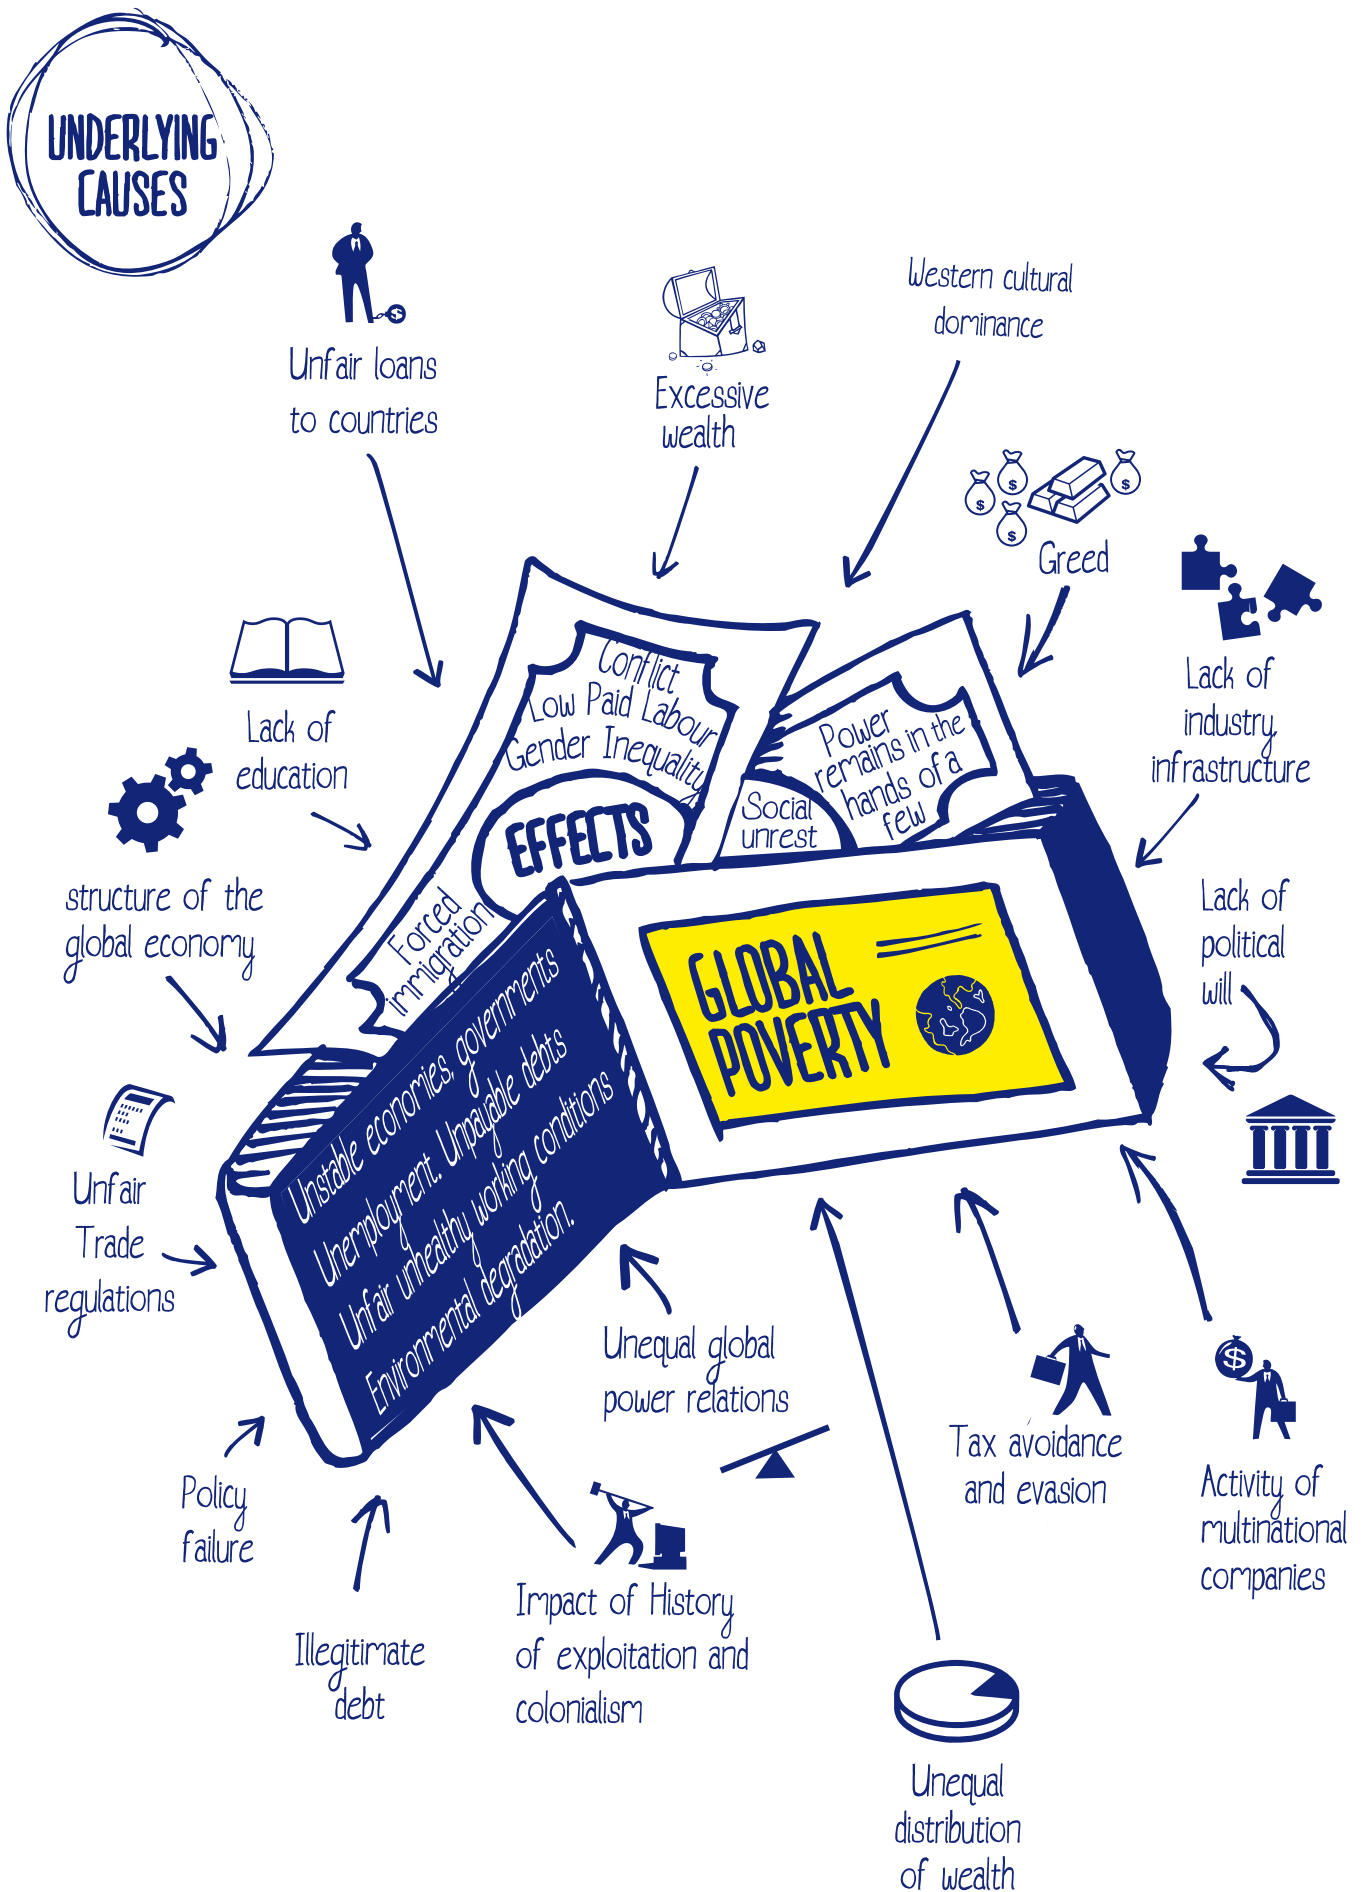 UNDERLYING
CAUSES
Unfair loans
to countries
Excessive
wealth
Western cultural
dominance
Greed
Lack of
industry,
infrastructure
Lack of
education
structure of the
global economy
Conflict
Low Paid Labour
Gender Inequality
EFFECTS
Forced
immigration
Social
unrest
Power
remains in the
hands of a
few
Lack of
political
will
GLOBAL
POVERTY
Unstable economies, governments
Unemployment. Unpayable debts
Unfair unhealthy working conditions
Environmental degradation.
Unfair
Trade
regulations
Policy
failure
Illegitimate
debt
Unequal global
power relations
Impact of History
of exploitation and
colonialism
Tax avoidance
and evasion
Activity of
multinational
companies
Unequal
distribution
of wealth
$
$
$
$
$
$